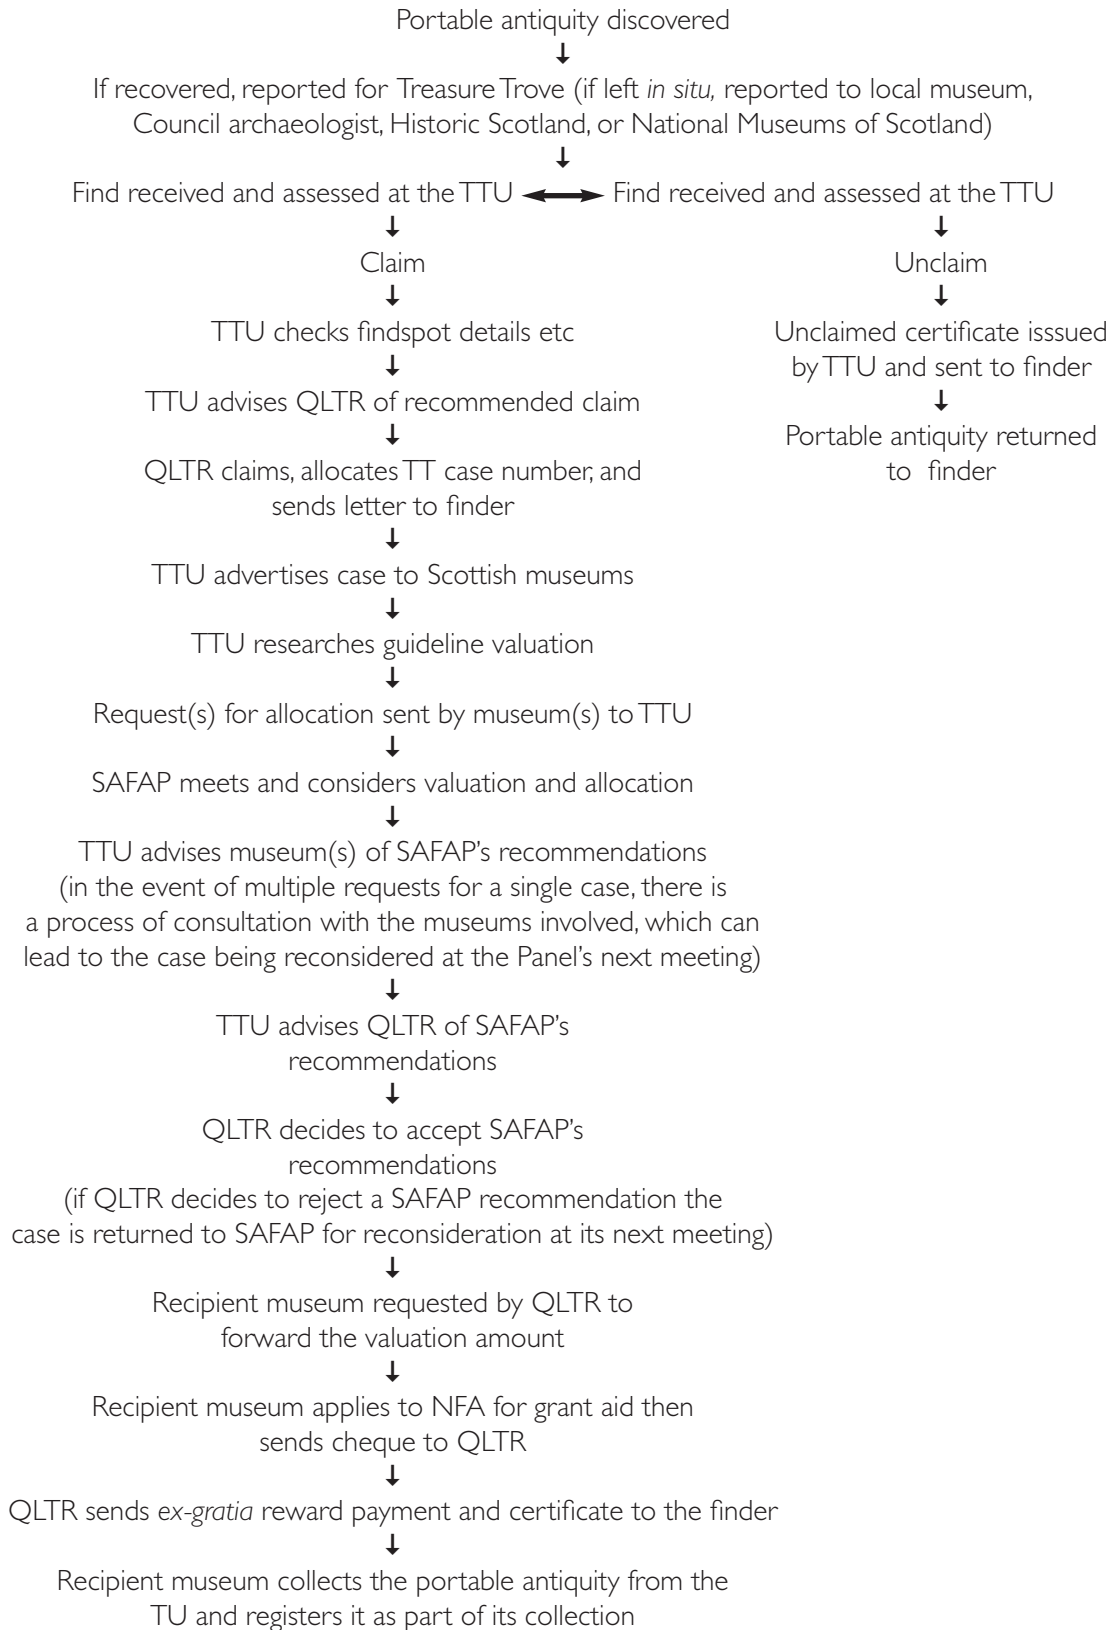 Portable antiquity discovered
If recovered, reported for Treasure Trove (if left in situ, reported to local museum,
Council archaeologist, Historic Scotland, or National Museums of Scotland)
Find received and assessed at the TTU
Find received and assessed at the TTU
Claim
TTU checks findspot details etc
TTU advises QLTR of recommended claim
QLTR claims, allocates TT case number, and
sends letter to finder
TTU advertises case to Scottish museums
TTU researches guideline valuation
Request(s) for allocation sent by museum(s) to TTU
SAFAP meets and considers valuation and allocation
TTU advises museum(s) of SAFAP's recommendations
(in the event of multiple requests for a single case, there is
a process of consultation with the museums involved, which can
lead to the case being reconsidered at the Panel's next meeting)
TTU advises QLTR of SAFAP's
recommendations
QLTR decides to accept SAFAP's
recommendations
(if QLTR decides to reject a SAFAP recommendation the
case is returned to SAFAP for reconsideration at its next meeting)
Recipient museum requested by QLTR to
forward the valuation amount
Recipient museum applies to NFA for grant aid then
sends cheque to QLTR
QLTR sends ex-gratia reward payment and certificate to the finder
Recipient museum collects the portable antiquity from the
TU and registers it as part of its collection
Unclaim
Unclaimed certificate isssued
by TTU and sent to finder
Portable antiquity returned
to finder